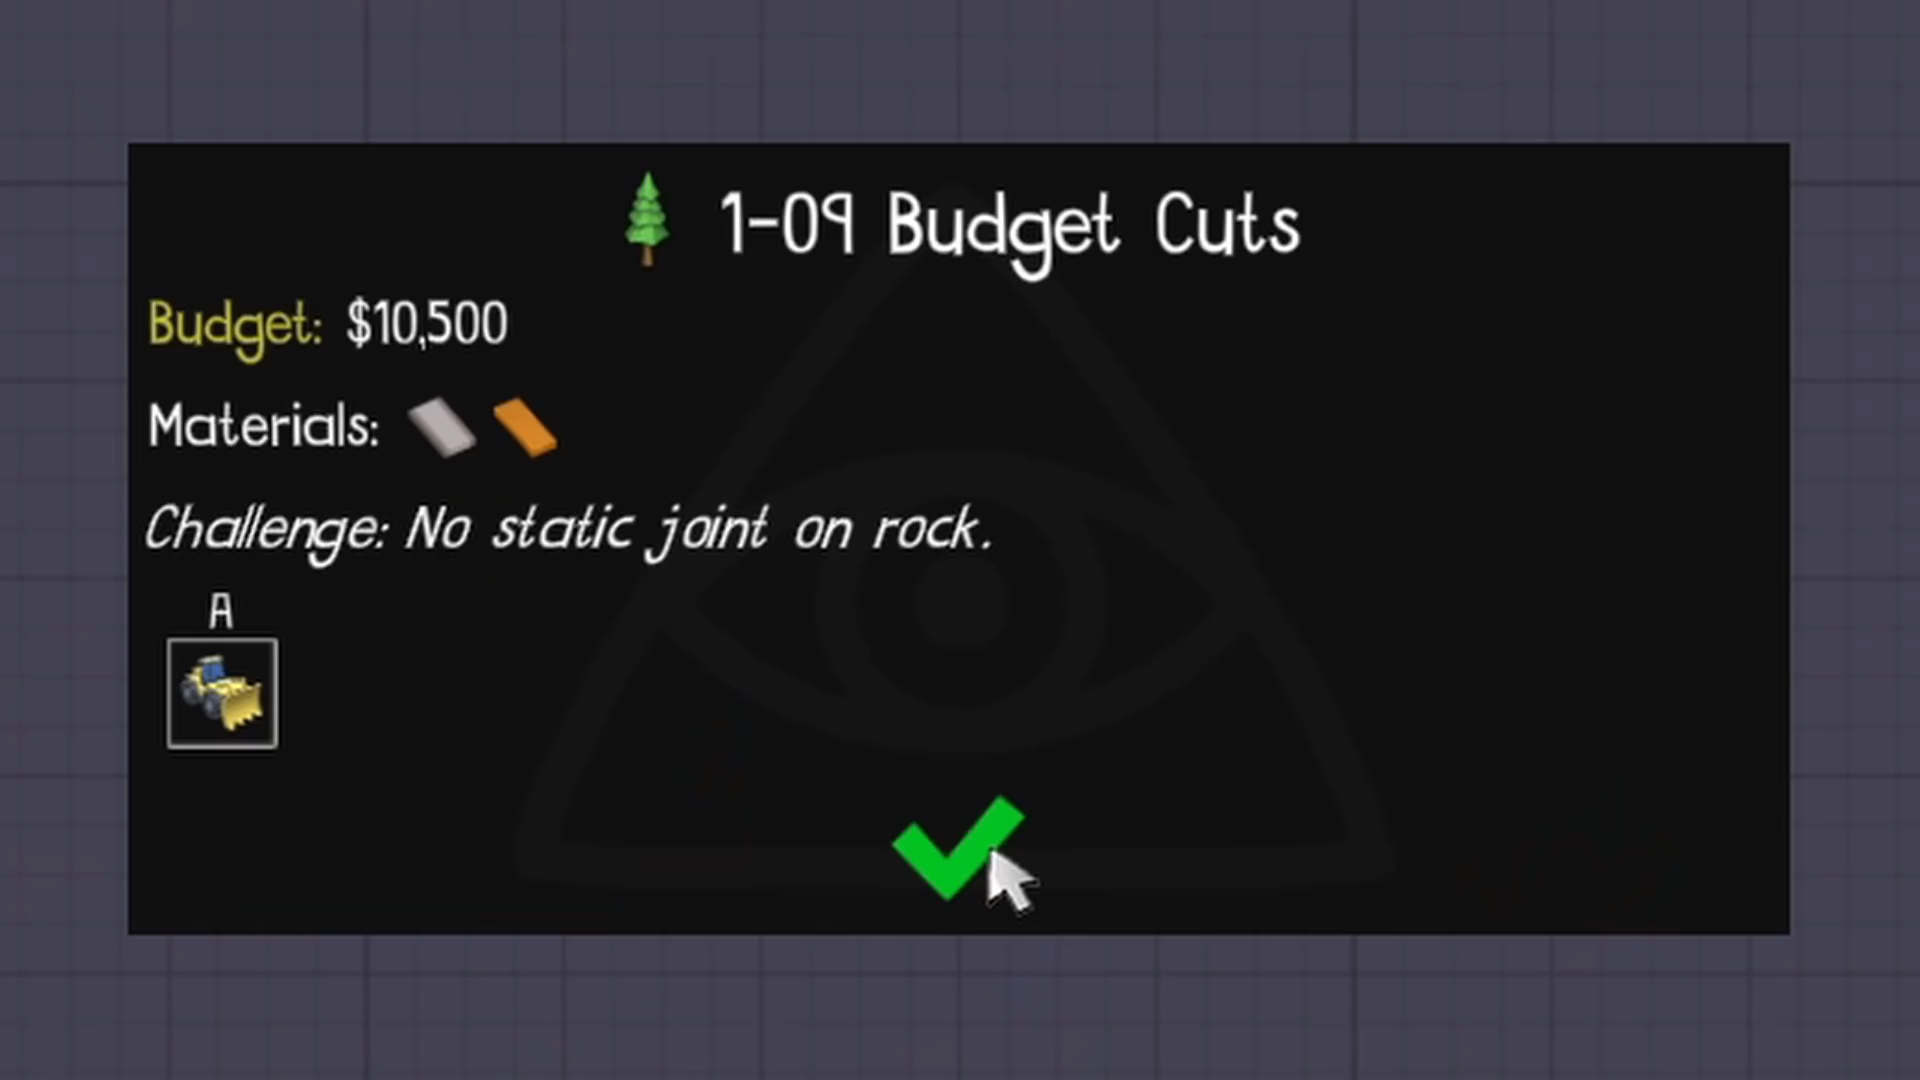 1-09 Budget Cuts
Budget: $10,500
Materials:
Challenge: No static joint on rock.
A